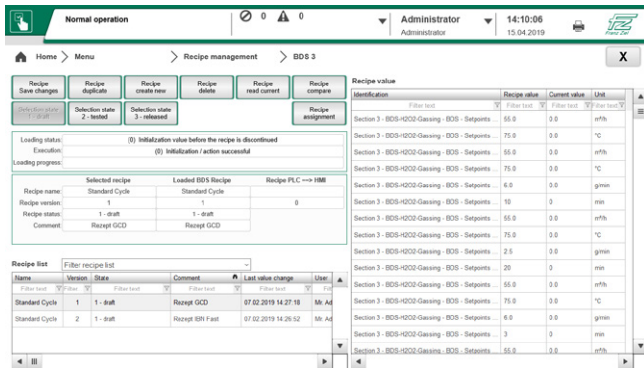 Normal operation
0
0
Administrator
Administrator
14:10:06
15.04.2019
Franz Ziel
Home
Menu
Recipe management
BDS 3
X
Recipe Save changes
Recipe duplicate
Recipe create new
Recipe delete
Recipe read current
Recipe compare
Selection state 1 - draft
Selection state 2 - tested
Selection state 3 - released
Recipe assignment
Loading status: (0) Initialization value before the recipe is discontinued
Execution: (0) Initialization / action successful
Loading progress:
Selected recipe Loaded BDS Recipe Recipe PLC ---> HMI
Recipe name: Standard Cycle Standard Cycle
Recipe version: 1 1 0
Recipe status: 1 - draft 1 - draft
Comment: Rezept GCD Rezept GCD
Recipe list Filter recipe list
Name Version State Comment Last value change User
Filter text Filter Filter text Filter text Filter text Filt
Standard Cycle 1 1 - draft Rezept GCD 07.02.2019 14:27:18 Mr. Ad
Standard Cycle 2 1 - draft Rezept IBN Fast 07.02.2019 14:26:52 Mr. Ad
Recipe value
Identification Recipe value Current value Unit
Filter text Filter text Filter text Filter text
Section 3 - BDS-H2O2-Gassing - BDS - Setpoints ... 55.0 0.0 m³/h
Section 3 - BDS-H2O2-Gassing - BDS - Setpoints ... 75.0 0.0 °C
Section 3 - BDS-H2O2-Gassing - BDS - Setpoints ... 55.0 0.0 m³/h
Section 3 - BDS-H2O2-Gassing - BDS - Setpoints ... 75.0 0.0 °C
Section 3 - BDS-H2O2-Gassing - BDS - Setpoints ... 6.0 0.0 g/min
Section 3 - BDS-H2O2-Gassing - BDS - Setpoints ... 10 0 min
Section 3 - BDS-H2O2-Gassing - BDS - Setpoints ... 55.0 0.0 m³/h
Section 3 - BDS-H2O2-Gassing - BDS - Setpoints ... 75.0 0.0 °C
Section 3 - BDS-H2O2-Gassing - BDS - Setpoints ... 2.5 0.0 g/min
Section 3 - BDS-H2O2-Gassing - BDS - Setpoints ... 20 0 min
Section 3 - BDS-H2O2-Gassing - BDS - Setpoints ... 55.0 0.0 m³/h
Section 3 - BDS-H2O2-Gassing - BDS - Setpoints ... 75.0 0.0 °C
Section 3 - BDS-H2O2-Gassing - BDS - Setpoints ... 6.0 0.0 g/min
Section 3 - BDS-H2O2-Gassing - BDS - Setpoints ... 3 0 min
Section 3 - BDS-H2O2-Gassing - BDS - Setpoints ... 55.0 0.0 m³/h